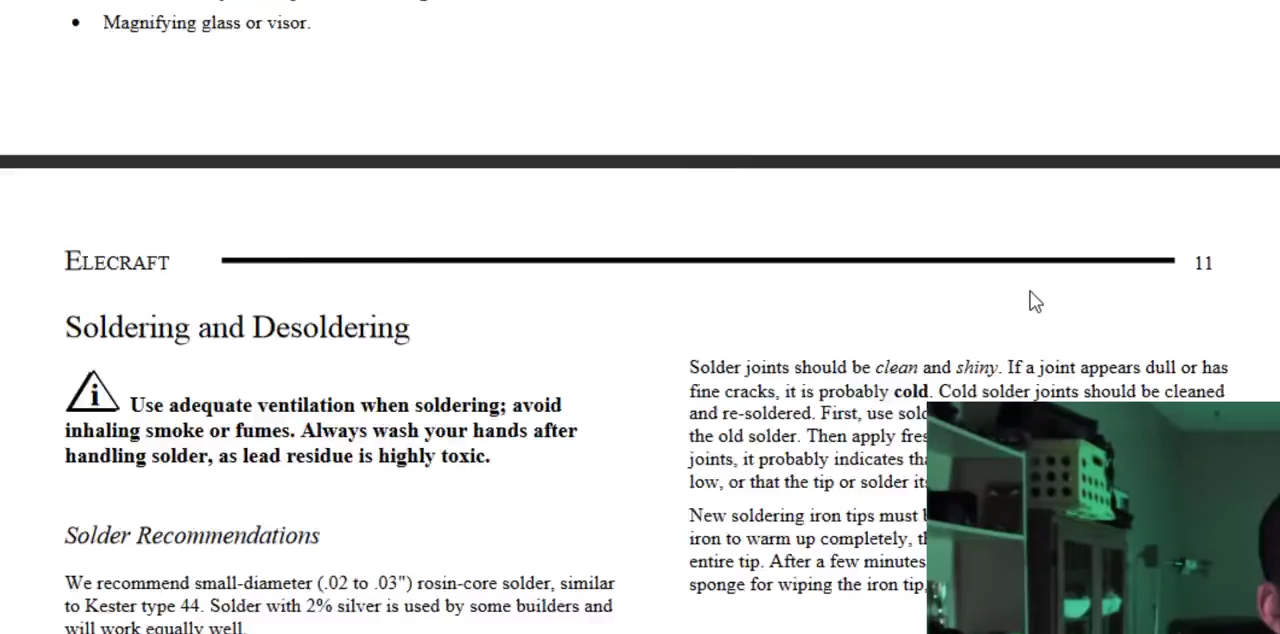 • Magnifying glass or visor.
ELECRAFT 11
Soldering and Desoldering
Use adequate ventilation when soldering; avoid
inhaling smoke or fumes. Always wash your hands after
handling solder, as lead residue is highly toxic.
Solder Recommendations
We recommend small-diameter (.02 to .03") rosin-core solder, similar
to Kester type 44. Solder with 2% silver is used by some builders and
will work equally well.
Solder joints should be clean and shiny. If a joint appears dull or has
fine cracks, it is probably cold. Cold solder joints should be cleaned
and re-soldered. First, use
the old solder. Then apply
joints, it probably indicates
low, or that the tip or solder
New soldering iron tips must
iron to warm up completely,
entire tip. After a few minutes
sponge for wiping the iron tip,